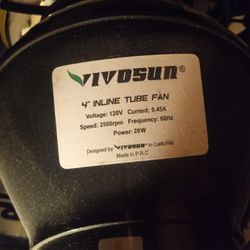 VIVOSUN®
4" INLINE TUBE FAN
Voltage: 120V Current: 0.45A
Speed: 2500rpm Frequency: 60Hz
Power: 28W
Designed by VIVOSUN in California
Made in P.R.C